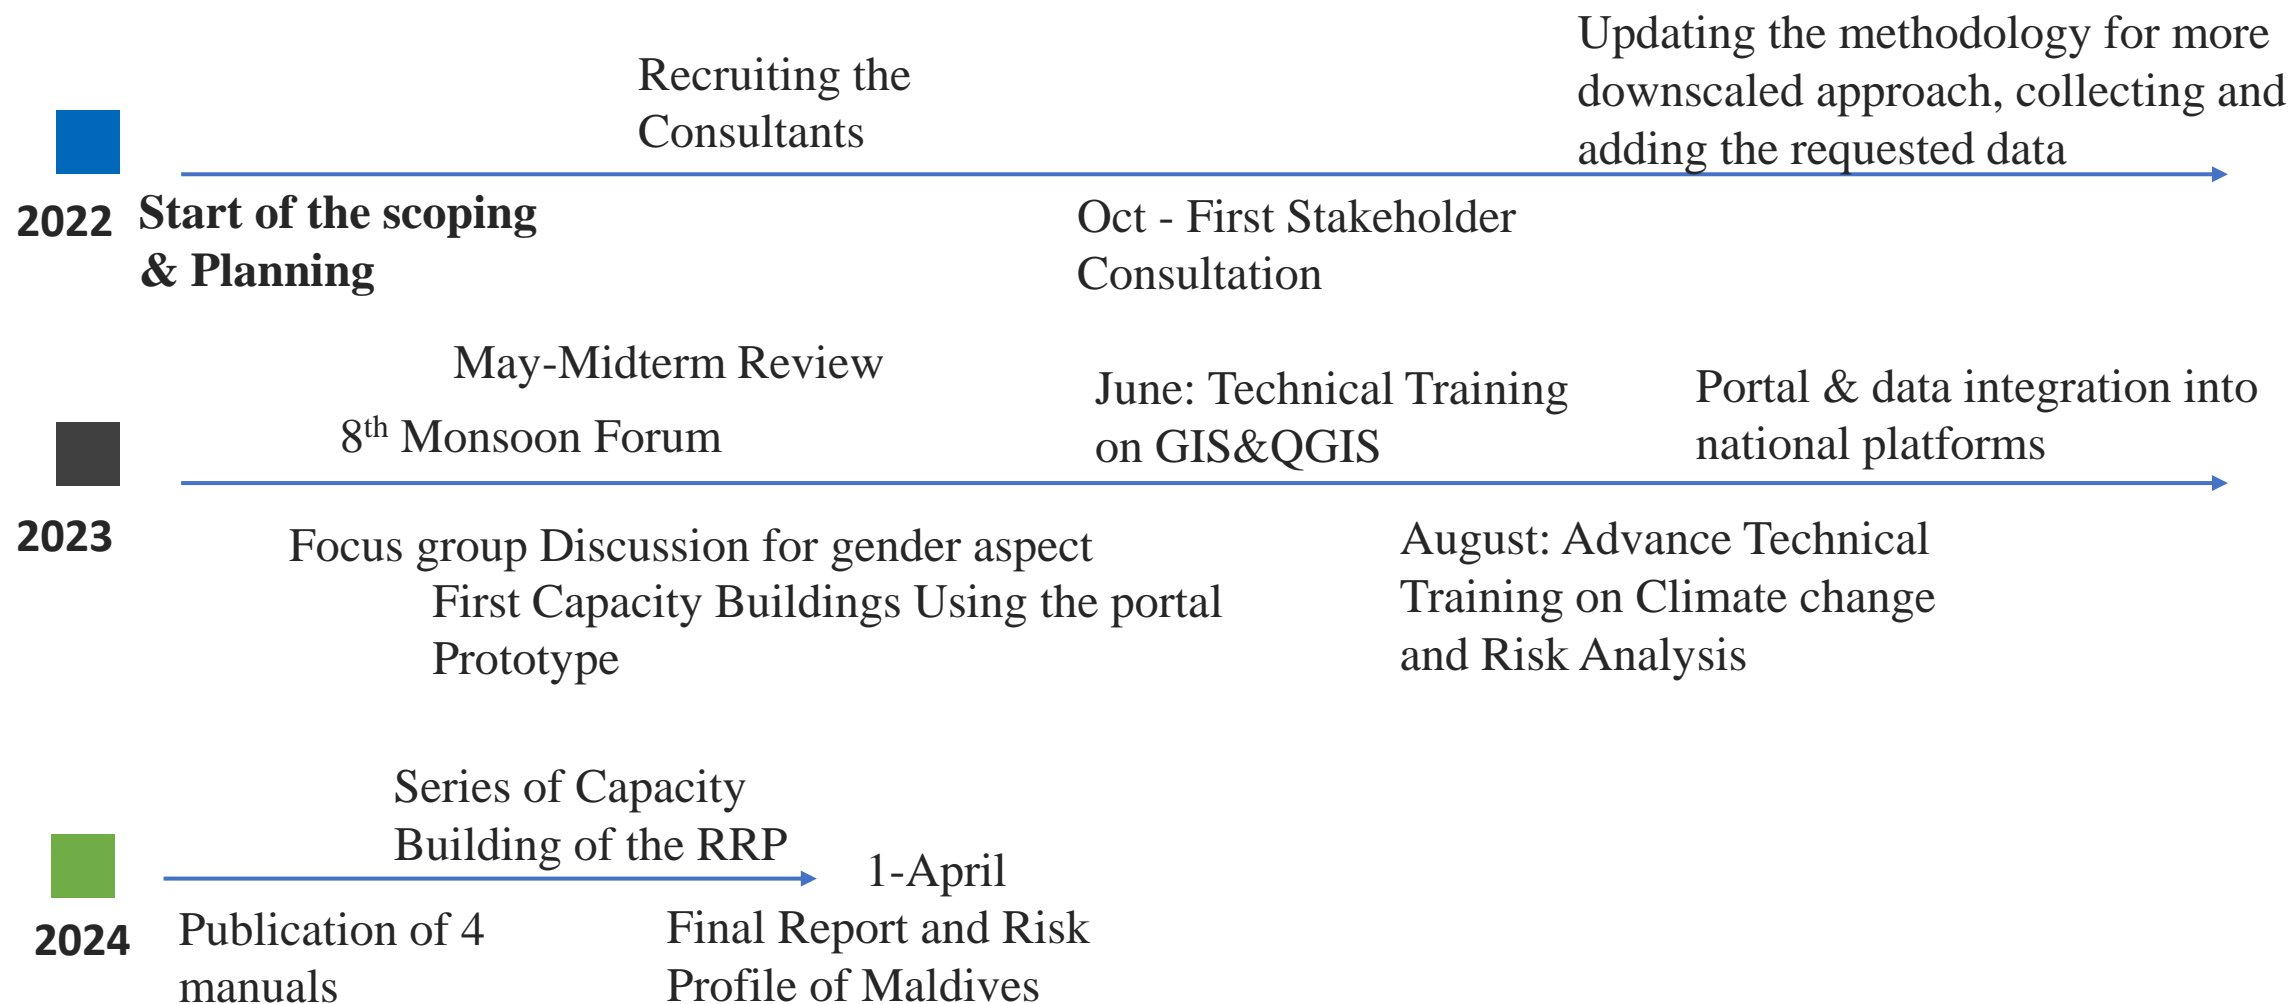 Recruiting the
Consultants
Updating the methodology for more
downscaled approach, collecting and
adding the requested data
2022
Start of the scoping
& Planning
Oct - First Stakeholder
Consultation
May-Midterm Review
8th Monsoon Forum
June: Technical Training
on GIS&QGIS
Portal & data integration into
national platforms
2023
Focus group Discussion for gender aspect
First Capacity Buildings Using the portal
Prototype
August: Advance Technical
Training on Climate change
and Risk Analysis
Series of Capacity
Building of the RRP
2024
Publication of 4
manuals
1-April
Final Report and Risk
Profile of Maldives